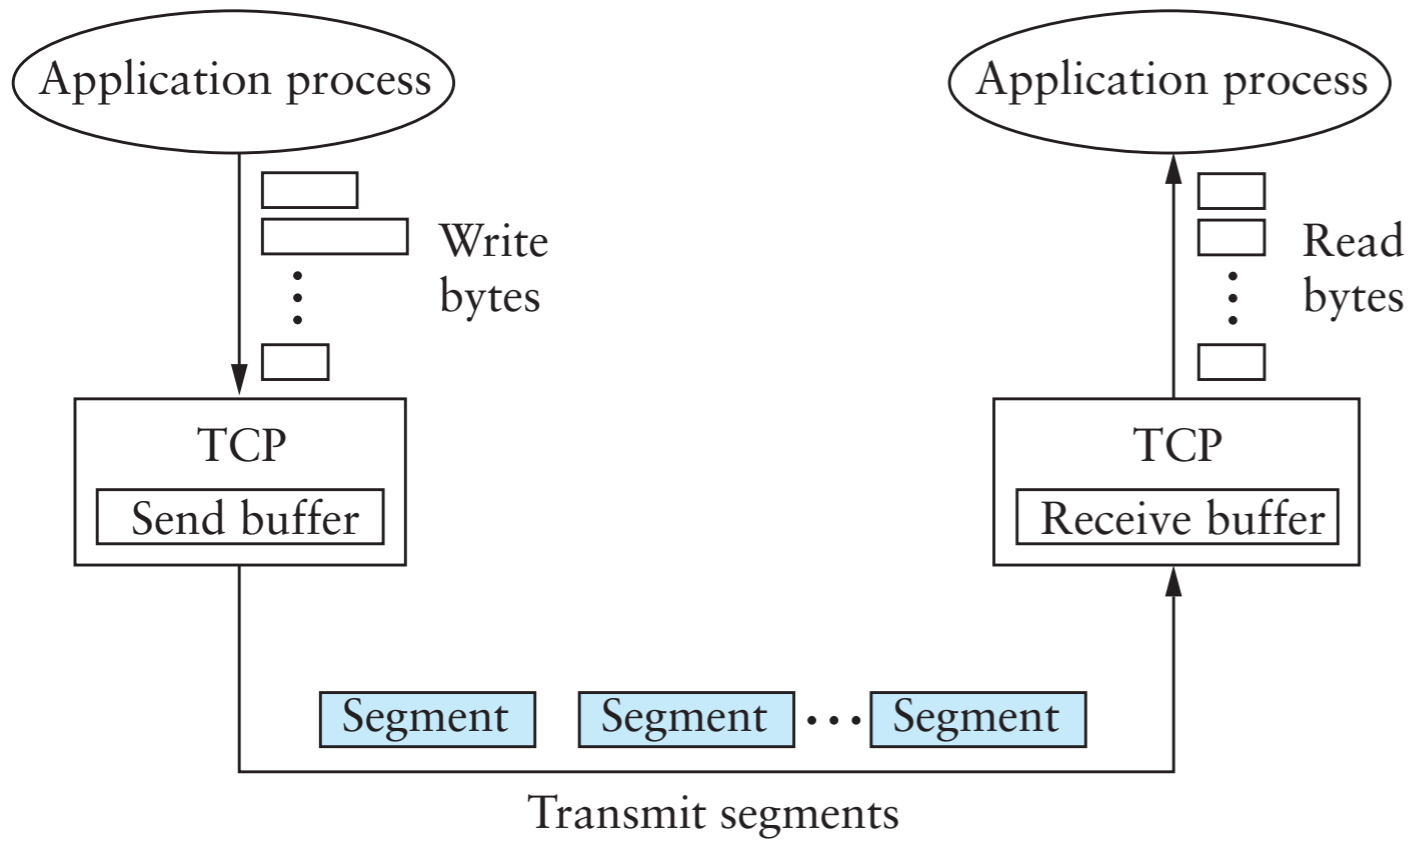 Application process
Application process
Write
bytes
Read
bytes
TCP
Send buffer
TCP
Receive buffer
Segment
Segment
Segment
Transmit segments